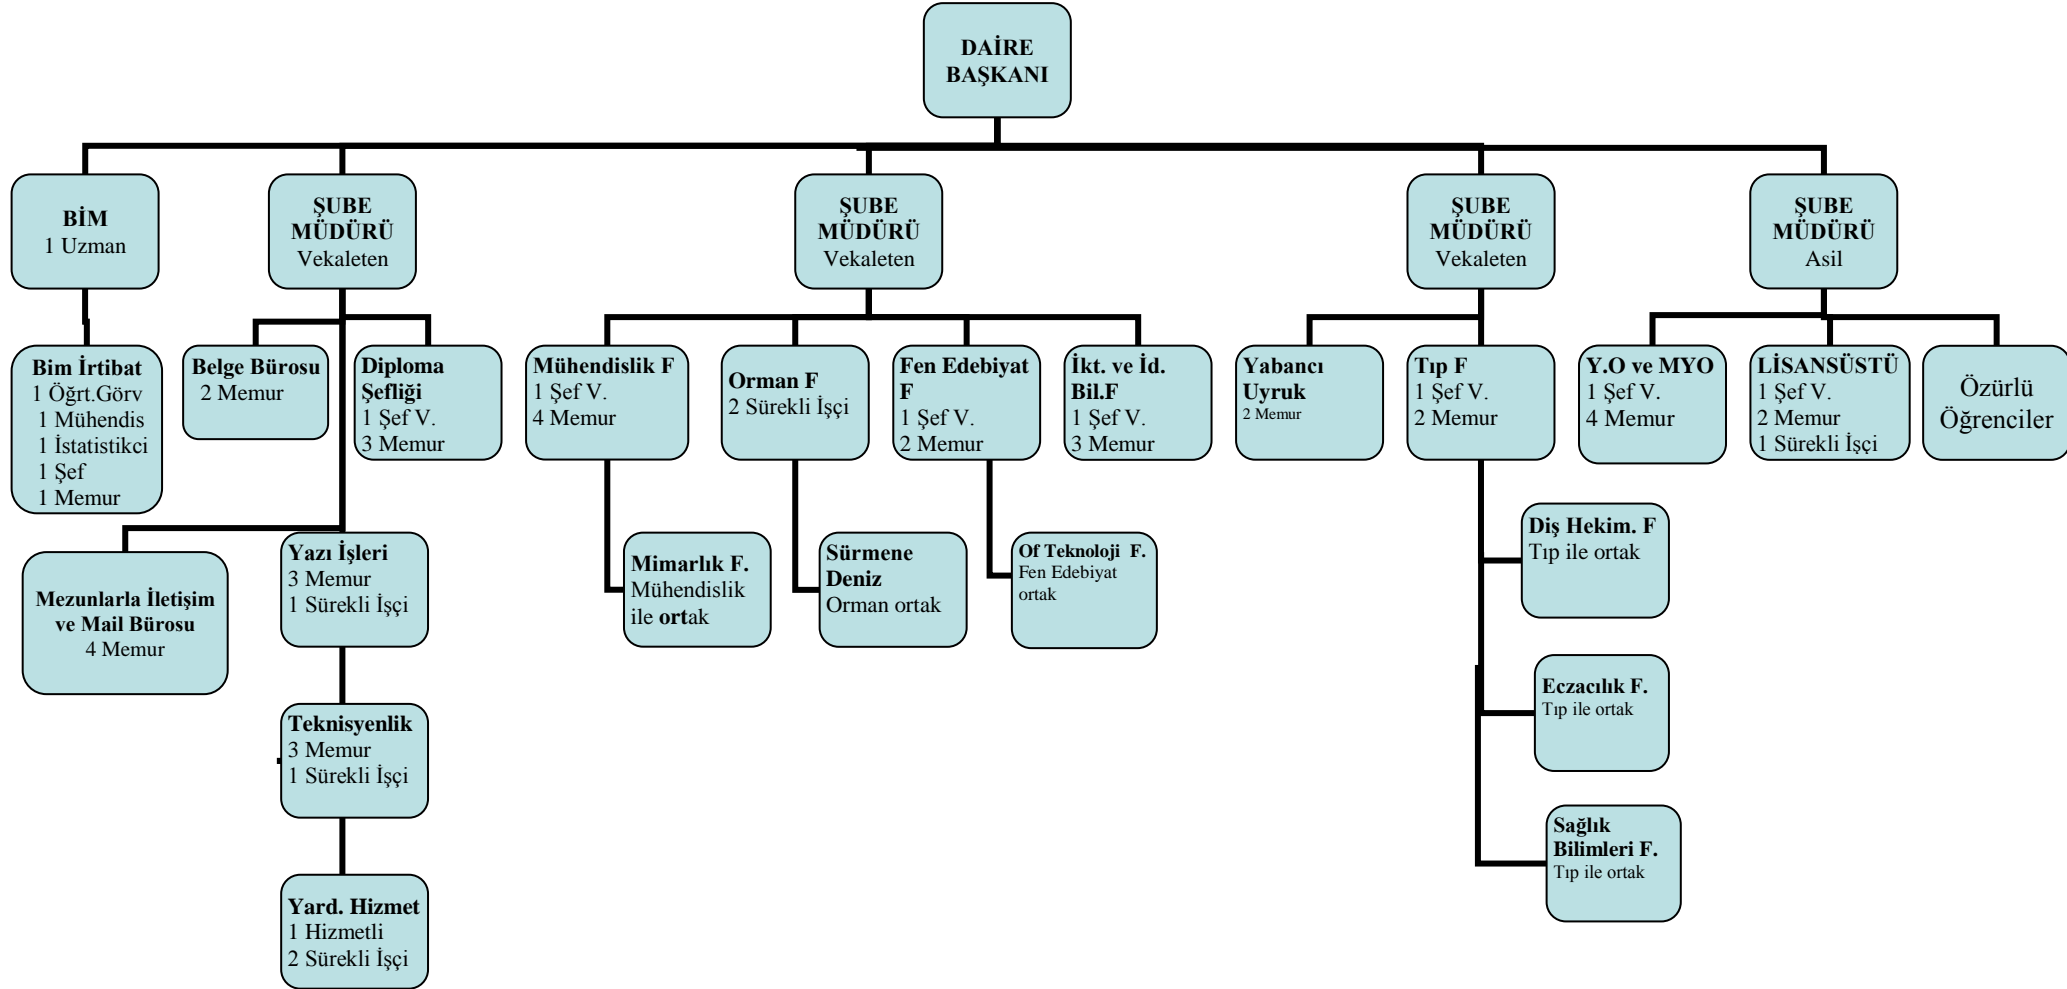 DAİRE
BAŞKANI
BİM
1 Uzman
ŞUBE
MÜDÜRÜ
Vekaleten
ŞUBE
MÜDÜRÜ
Vekaleten
ŞUBE
MÜDÜRÜ
Vekaleten
ŞUBE
MÜDÜRÜ
Asil
Bim İrtibat
1 Öğrt.Görv
1 Mühendis
1 İstatistikci
1 Şef
1 Memur
Belge Bürosu
2 Memur
Diploma
Şefliği
1 Şef V.
3 Memur
Mühendislik F
1 Şef V.
4 Memur
Orman F
2 Sürekli İşçi
Fen Edebiyat
F
1 Şef V.
2 Memur
İkt. ve İd.
Bil.F
1 Şef V.
3 Memur
Yabancı
Uyruk
2 Memur
Tıp F
1 Şef V.
2 Memur
Y.O ve MYO
1 Şef V.
4 Memur
LİSANSÜSTÜ
1 Şef V.
2 Memur
1 Sürekli İşçi
Özürlü
Öğrenciler
Mezunlarla İletişim
ve Mail Bürosu
4 Memur
Yazı İşleri
3 Memur
1 Sürekli İşçi
Mimarlık F.
Mühendislik
ile ortak
Sürmene
Deniz
Orman ortak
Of Teknoloji F.
Fen Edebiyat
ortak
Diş Hekim. F
Tıp ile ortak
Teknisyenlik
3 Memur
1 Sürekli İşçi
Eczacılık F.
Tıp ile ortak
Sağlık
Bilimleri F.
Tıp ile ortak
Yard. Hizmet
1 Hizmetli
2 Sürekli İşçi